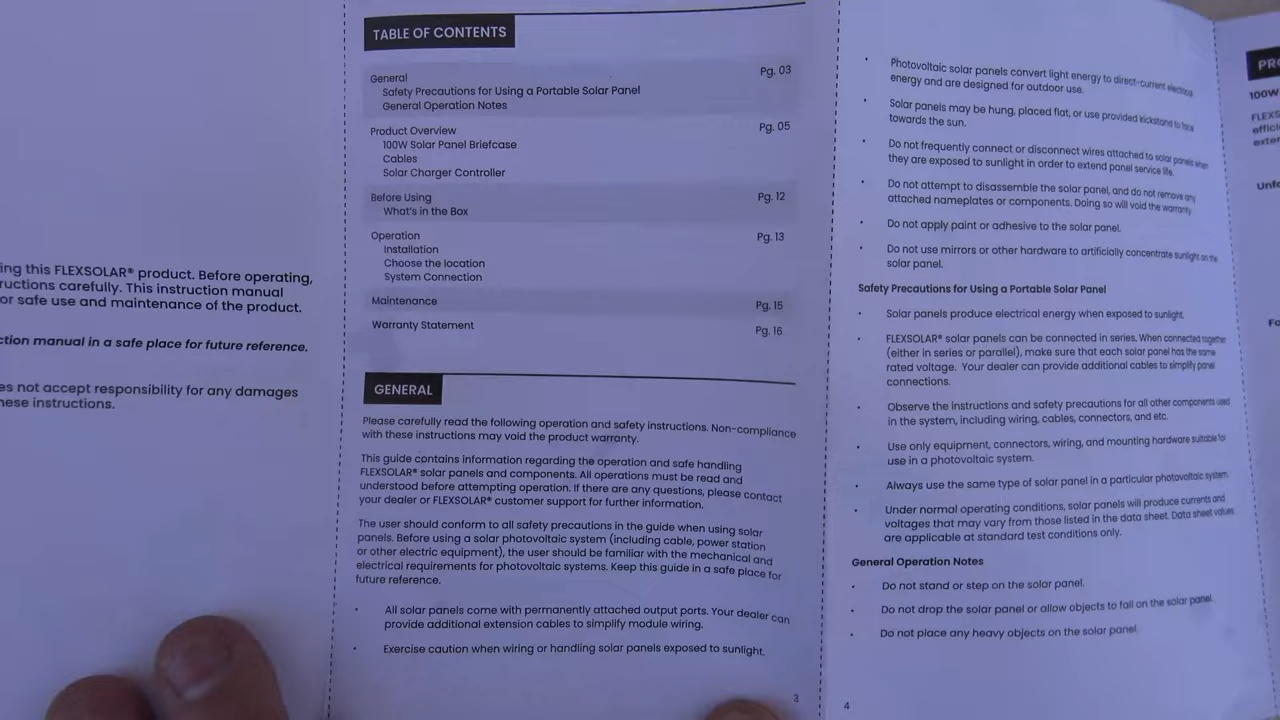 ing this FLEXSOLAR® product. Before operating,
ructions carefully. This instruction manual
or safe use and maintenance of the product.
ction manual in a safe place for future reference.
es not accept responsibility for any damages
hese instructions.
TABLE OF CONTENTS
General Pg. 03
Safety Precautions for Using a Portable Solar Panel
General Operation Notes
Product Overview Pg. 05
100W Solar Panel Briefcase
Cables
Solar Charger Controller
Before Using Pg. 12
What's in the Box
Operation Pg. 13
Installation
Choose the location
System Connection
Maintenance Pg. 15
Warranty Statement Pg. 16
GENERAL
Please carefully read the following operation and safety instructions. Non-compliance
with these instructions may void the product warranty.
This guide contains information regarding the operation and safe handling
FLEXSOLAR® solar panels and components. All operations must be read and
understood before attempting operation. If there are any questions, please contact
your dealer or FLEXSOLAR® customer support for further information.
The user should conform to all safety precautions in the guide when using solar
panels. Before using a solar photovoltaic system (including cable, power station
or other electric equipment), the user should be familiar with the mechanical and
electrical requirements for photovoltaic systems. Keep this guide in a safe place for
future reference.
• All solar panels come with permanently attached output ports. Your dealer can
provide additional extension cables to simplify module wiring.
• Exercise caution when wiring or handling solar panels exposed to sunlight.
3
• Photovoltaic solar panels convert light energy to direct-current electrical
energy and are designed for outdoor use.
• Solar panels may be hung, placed flat, or use provided kickstand to face
towards the sun.
• Do not frequently connect or disconnect wires attached to solar panels when
they are exposed to sunlight in order to extend panel service life.
• Do not attempt to disassemble the solar panel, and do not remove any
attached nameplates or components. Doing so will void the warranty
• Do not apply paint or adhesive to the solar panel.
• Do not use mirrors or other hardware to artificially concentrate sunlight on the
solar panel.
Safety Precautions for Using a Portable Solar Panel
• Solar panels produce electrical energy when exposed to sunlight.
• FLEXSOLAR® solar panels can be connected in series. When connected together
(either in series or parallel), make sure that each solar panel has the same
rated voltage. Your dealer can provide additional cables to simplify panel
connections.
• Observe the instructions and safety precautions for all other components used
in the system, including wiring, cables, connectors, and etc.
• Use only equipment, connectors, wiring, and mounting hardware suitable for
use in a photovoltaic system.
• Always use the same type of solar panel in a particular photovoltaic system.
• Under normal operating conditions, solar panels will produce currents and
voltages that may vary from those listed in the data sheet. Data sheet values
are applicable at standard test conditions only.
General Operation Notes
• Do not stand or step on the solar panel.
• Do not drop the solar panel or allow objects to fall on the solar panel.
• Do not place any heavy objects on the solar panel.
4
PRO
100W
FLEXS
effici
exter
Unfo
Fo